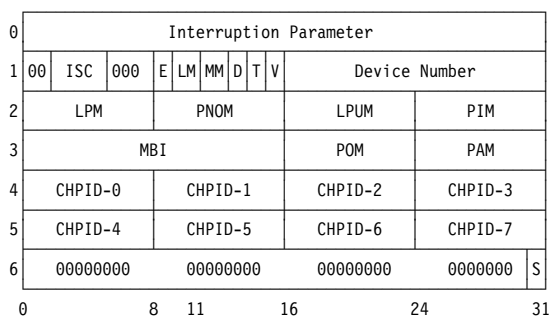 0 Interruption Parameter
1 00 ISC 000 E LM MM D T V Device Number
2 LPM PNOM LPUM PIM
3 MBI POM PAM
4 CHPID-0 CHPID-1 CHPID-2 CHPID-3
5 CHPID-4 CHPID-5 CHPID-6 CHPID-7
6 00000000 00000000 00000000 0000000 S
0 8 11 16 24 31